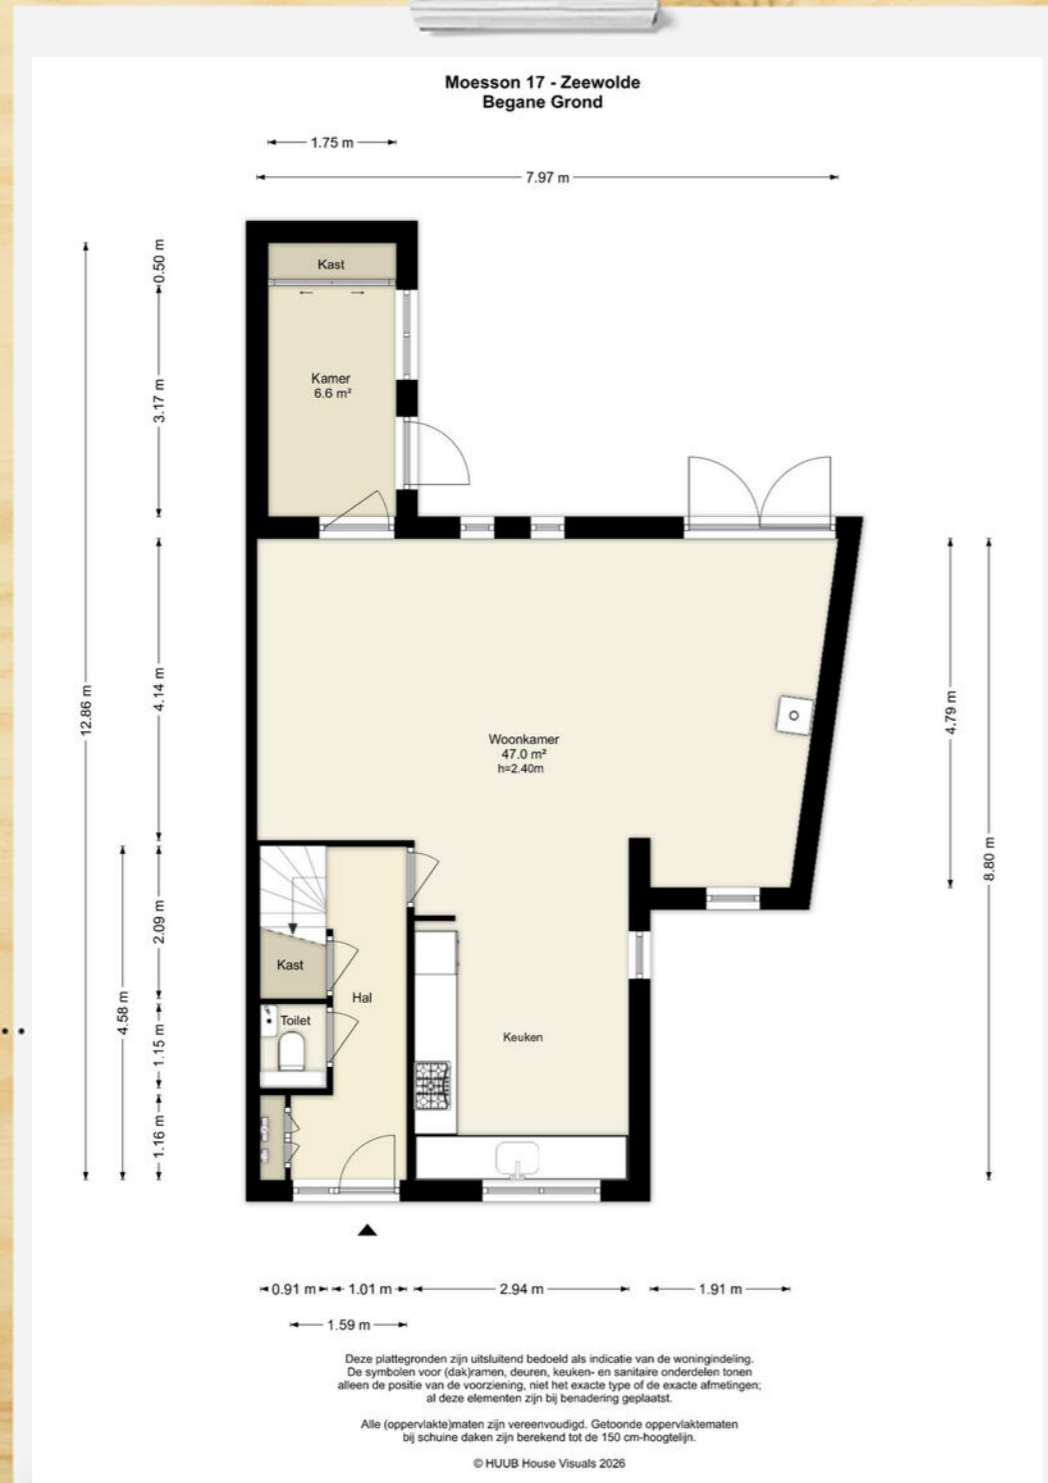 Moesson 17 - Zeewolde
Begane Grond
1.75 m
7.97 m
0.50 m
Kast
3.17 m
Kamer
6.6 m²
12.86 m
4.14 m
4.79 m
Woonkamer
47.0 m²
h=2.40m
8.80 m
2.09 m
Kast
4.58 m
Hal
Toilet
1.15 m
Keuken
1.16 m
0.91 m
1.01 m
2.94 m
1.91 m
1.59 m
Deze plattegronden zijn uitsluitend bedoeld als indicatie van de woningindeling.
De symbolen voor (dak)ramen, deuren, keuken- en sanitaire onderdelen tonen
alleen de positie van de voorziening, niet het exacte type of de exacte afmetingen;
al deze elementen zijn bij benadering geplaatst.
Alle (oppervlakte)maten zijn vereenvoudigd. Getoonde oppervlaktematen
bij schuine daken zijn berekend tot de 150 cm-hoogtelijn.
© HUUB House Visuals 2026